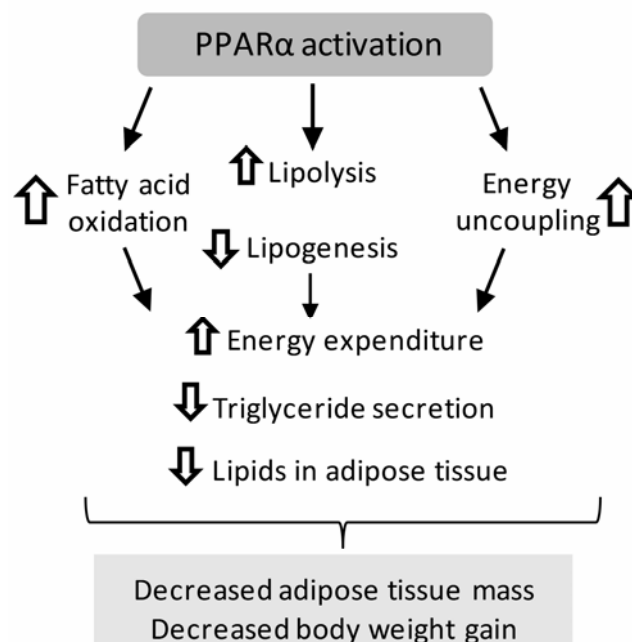 PPARα activation
Fatty acid
oxidation
Lipolysis
Lipogenesis
Energy
uncoupling
Energy expenditure
Triglyceride secretion
Lipids in adipose tissue
Decreased adipose tissue mass
Decreased body weight gain